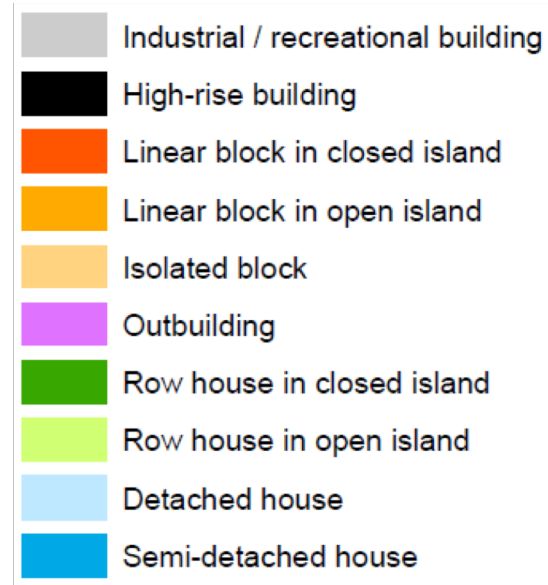 Industrial / recreational building
High-rise building
Linear block in closed island
Linear block in open island
Isolated block
Outbuilding
Row house in closed island
Row house in open island
Detached house
Semi-detached house